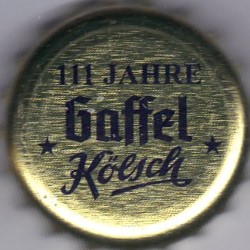 111 JAHRE
Gaffel
Kölsch